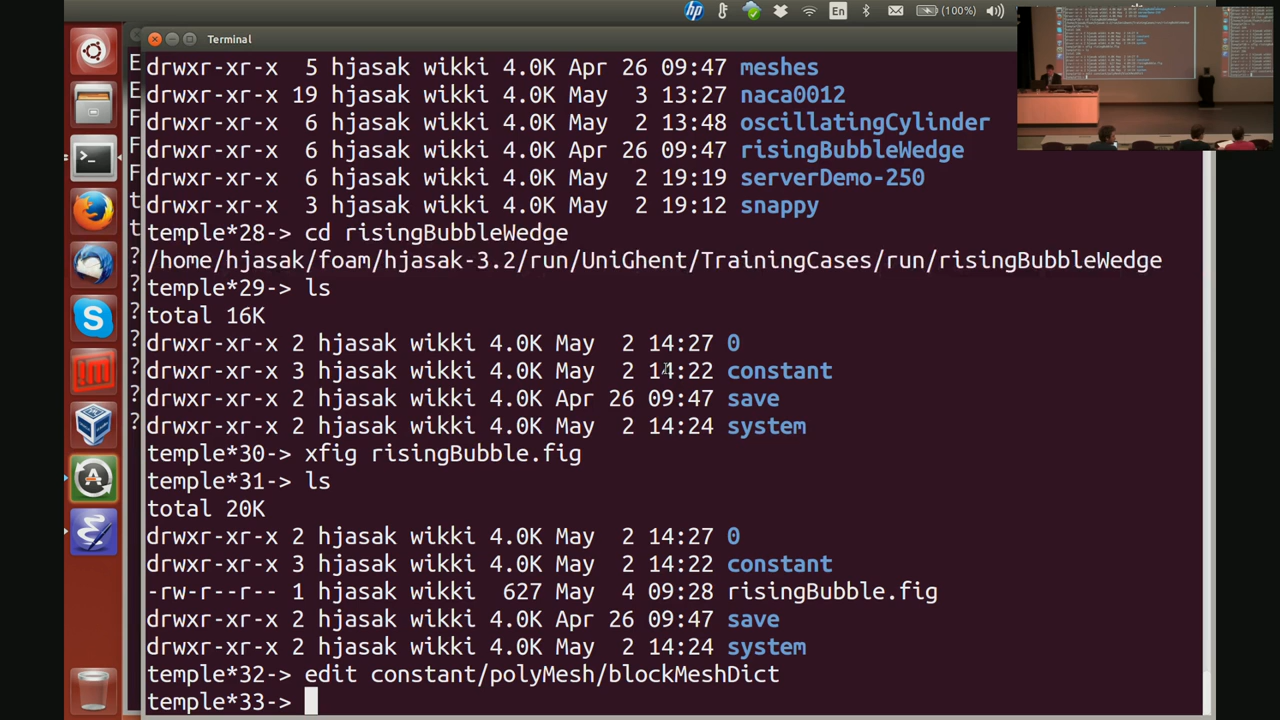 En (100%)
Terminal
drwxr-xr-x 5 hjasak wikki 4.0K Apr 26 09:47 meshes
drwxr-xr-x 19 hjasak wikki 4.0K May 3 13:27 naca0012
drwxr-xr-x 6 hjasak wikki 4.0K May 2 13:48 oscillatingCylinder
drwxr-xr-x 6 hjasak wikki 4.0K Apr 26 09:47 risingBubbleWedge
drwxr-xr-x 6 hjasak wikki 4.0K May 2 19:19 serverDemo-250
drwxr-xr-x 3 hjasak wikki 4.0K May 2 19:12 snappy
temple*28-> cd risingBubbleWedge
/home/hjasak/foam/hjasak-3.2/run/UniGhent/TrainingCases/run/risingBubbleWedge
temple*29-> ls
total 16K
drwxr-xr-x 2 hjasak wikki 4.0K May 2 14:27 0
drwxr-xr-x 3 hjasak wikki 4.0K May 2 14:22 constant
drwxr-xr-x 2 hjasak wikki 4.0K Apr 26 09:47 save
drwxr-xr-x 2 hjasak wikki 4.0K May 2 14:24 system
temple*30-> xfig risingBubble.fig
temple*31-> ls
total 20K
drwxr-xr-x 2 hjasak wikki 4.0K May 2 14:27 0
drwxr-xr-x 3 hjasak wikki 4.0K May 2 14:22 constant
-rw-r--r-- 1 hjasak wikki 627 May 4 09:28 risingBubble.fig
drwxr-xr-x 2 hjasak wikki 4.0K Apr 26 09:47 save
drwxr-xr-x 2 hjasak wikki 4.0K May 2 14:24 system
temple*32-> edit constant/polyMesh/blockMeshDict
temple*33->